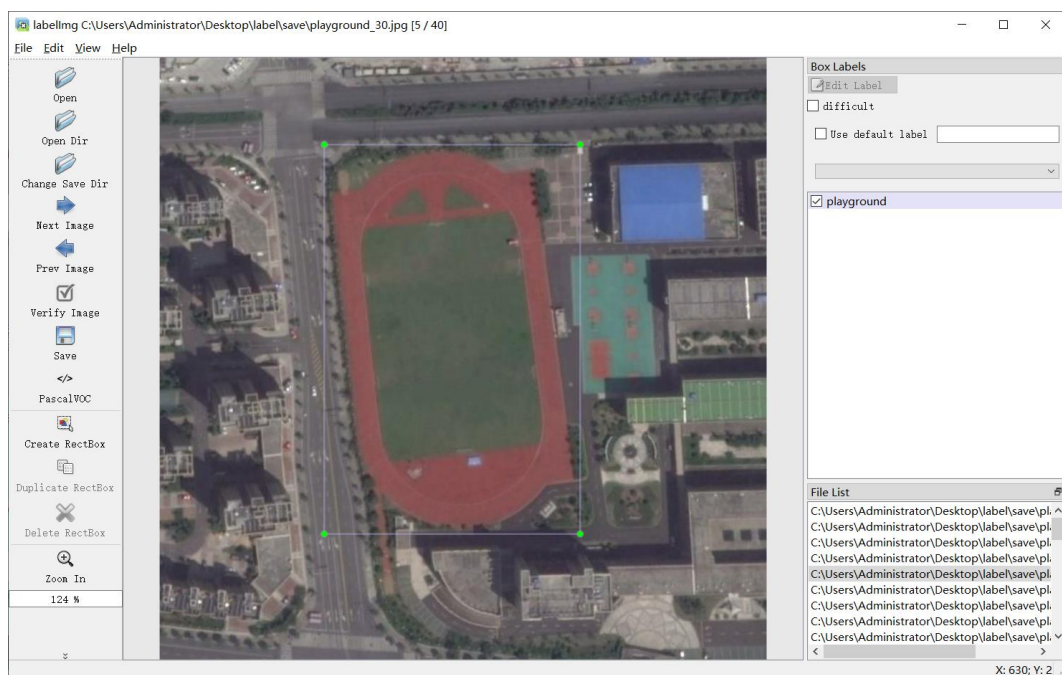 labelImg C:\Users\Administrator\Desktop\label\save\playground_30.jpg [5 / 40]
File Edit View Help
Open
Open Dir
Change Save Dir
Next Image
Prev Image
Verify Image
Save
</>
PascalVOC
Create RectBox
Duplicate RectBox
Delete RectBox
Zoom In
124 %
Box Labels
Edit Label
difficult
Use default label
playground
File List
C:\Users\Administrator\Desktop\label\save\pl
C:\Users\Administrator\Desktop\label\save\pl
C:\Users\Administrator\Desktop\label\save\pl
C:\Users\Administrator\Desktop\label\save\pl
C:\Users\Administrator\Desktop\label\save\pl
C:\Users\Administrator\Desktop\label\save\pl
C:\Users\Administrator\Desktop\label\save\pl
C:\Users\Administrator\Desktop\label\save\pl
C:\Users\Administrator\Desktop\label\save\pl
X: 630; Y: 2